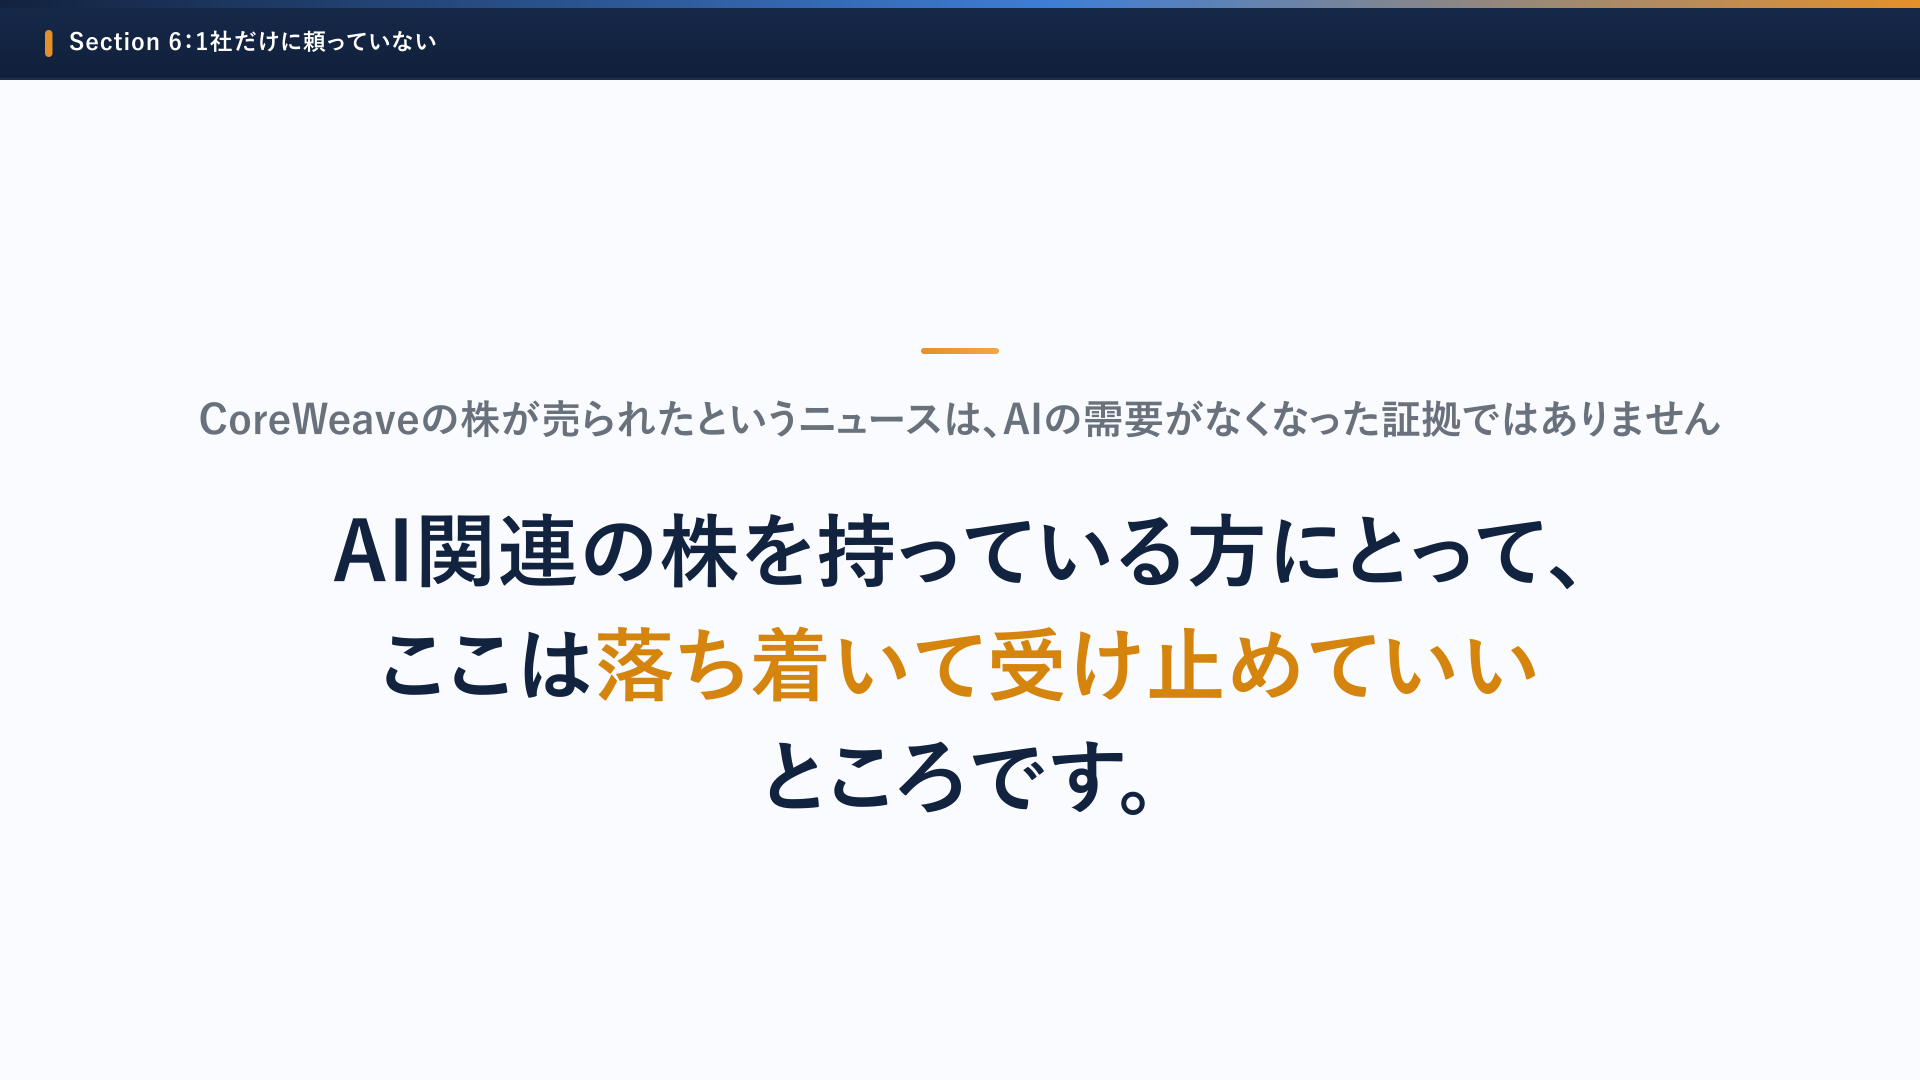 Section 6：1社だけに頼っていない
CoreWeaveの株が売られたというニュースは、AIの需要がなくなった証拠ではありません
AI関連の株を持っている方にとって、
ここは落ち着いて受け止めていい
ところです。